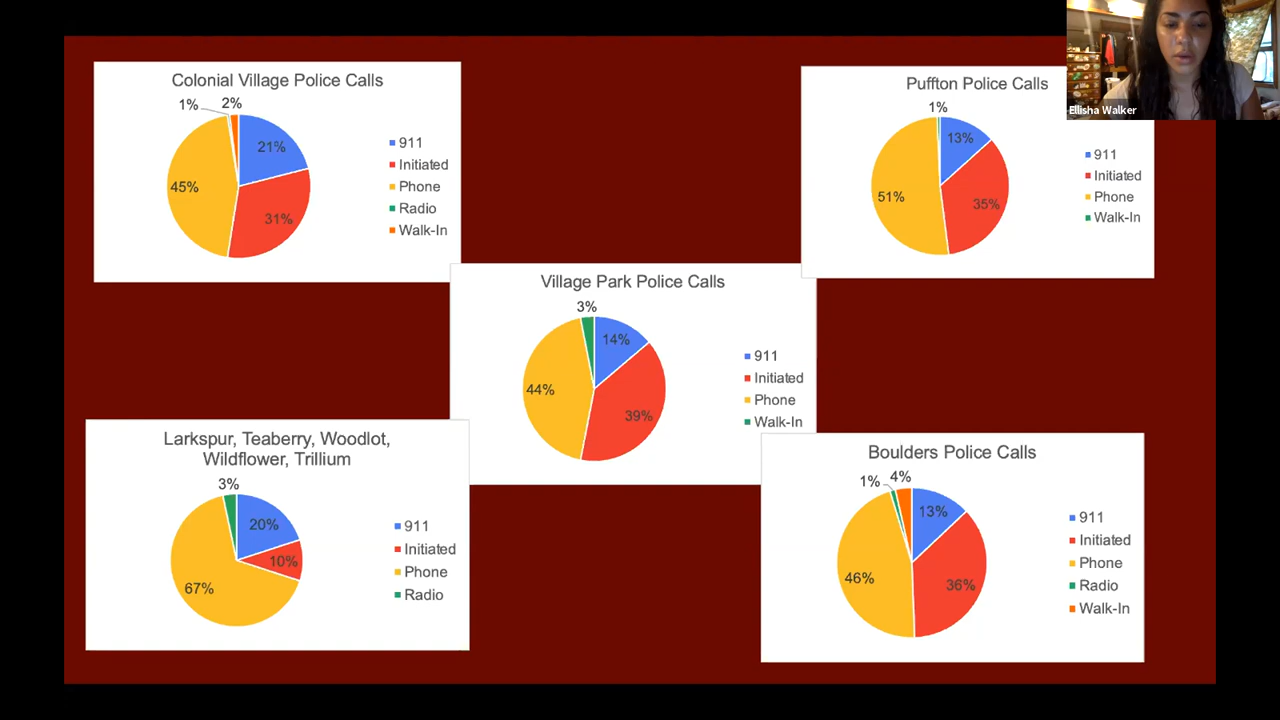 Colonial Village Police Calls
1%
2%
21%
45%
31%
911
Initiated
Phone
Radio
Walk-In
Puffton Police Calls
1%
13%
51%
35%
911
Initiated
Phone
Walk-In
Ellisha Walker
Village Park Police Calls
3%
14%
44%
39%
911
Initiated
Phone
Walk-In
Larkspur, Teaberry, Woodlot,
Wildflower, Trillium
3%
20%
10%
67%
911
Initiated
Phone
Radio
Boulders Police Calls
1%
4%
13%
46%
36%
911
Initiated
Phone
Radio
Walk-In